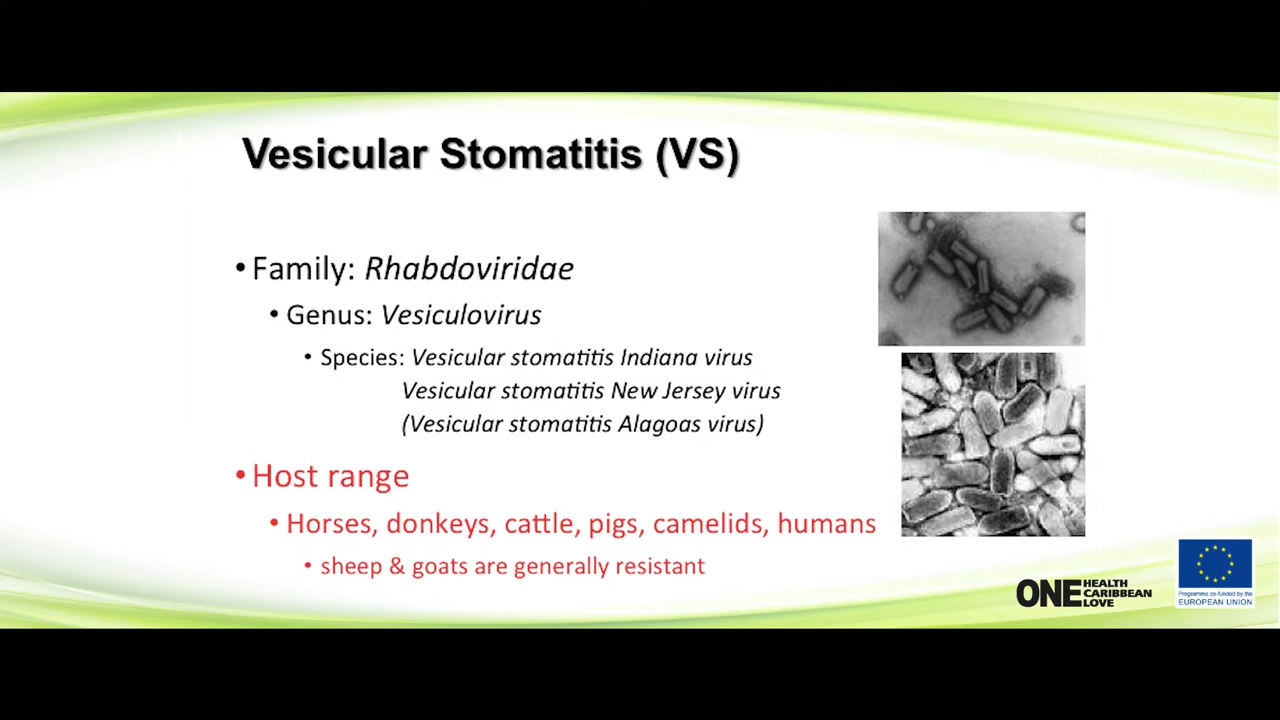 Vesicular Stomatitis (VS)
•Family: Rhabdoviridae
• Genus: Vesiculovirus
• Species: Vesicular stomatitis Indiana virus
Vesicular stomatitis New Jersey virus
(Vesicular stomatitis Alagoas virus)
•Host range
• Horses, donkeys, cattle, pigs, camelids, humans
• sheep & goats are generally resistant
ONE HEALTH
CARIBBEAN
LOVE
Programme co-funded by the
EUROPEAN UNION